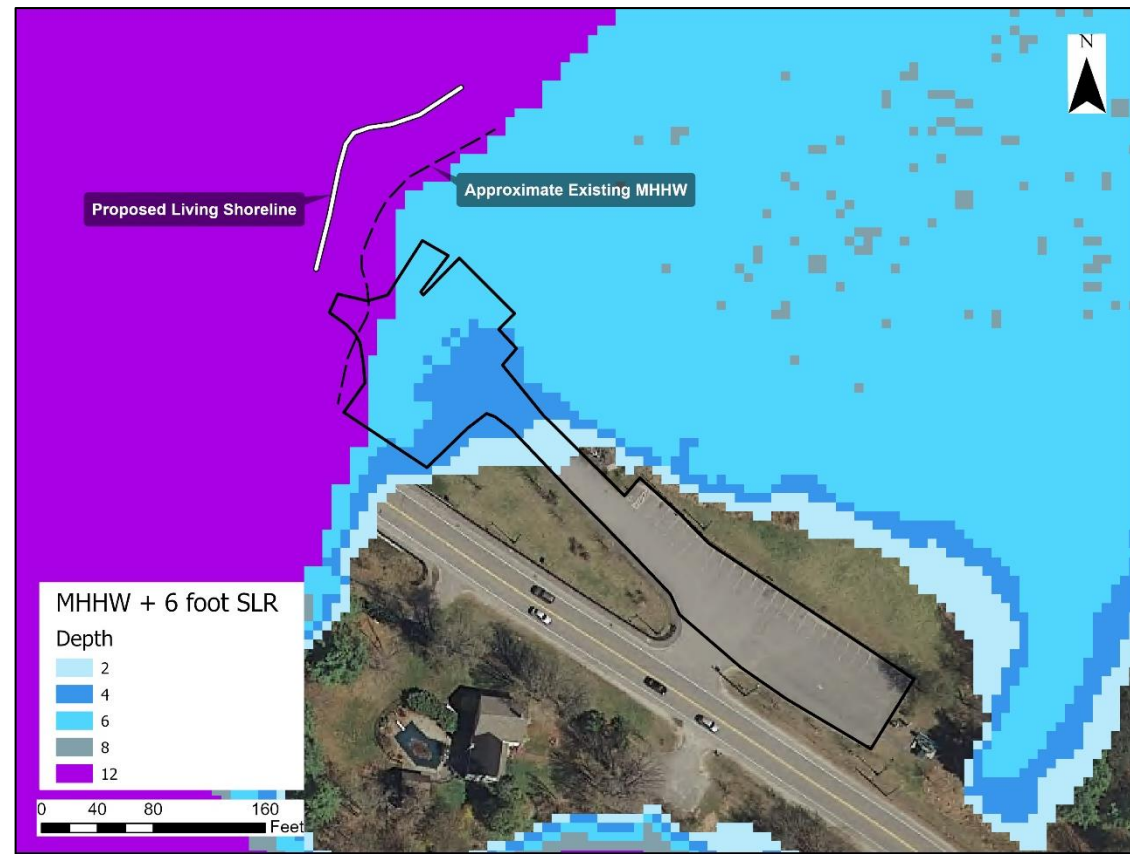 N
Proposed Living Shoreline
Approximate Existing MHHW
MHHW + 6 foot SLR
Depth
2
4
6
8
12
0 40 80 160
Feet